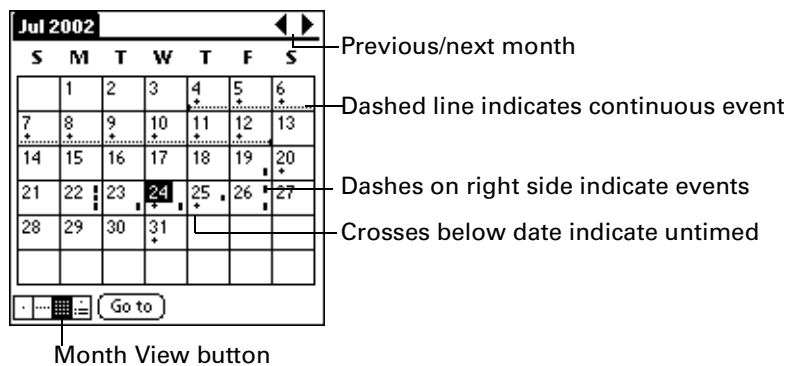 Jul 2002
Previous/next month
S M T W T F S
1 2 3 4 5 6
Dashed line indicates continuous event
7 8 9 10 11 12 13
14 15 16 17 18 19 20
21 22 23 24 25 26 27
Dashes on right side indicate events
28 29 30 31
Crosses below date indicate untimed
Go to
Month View button